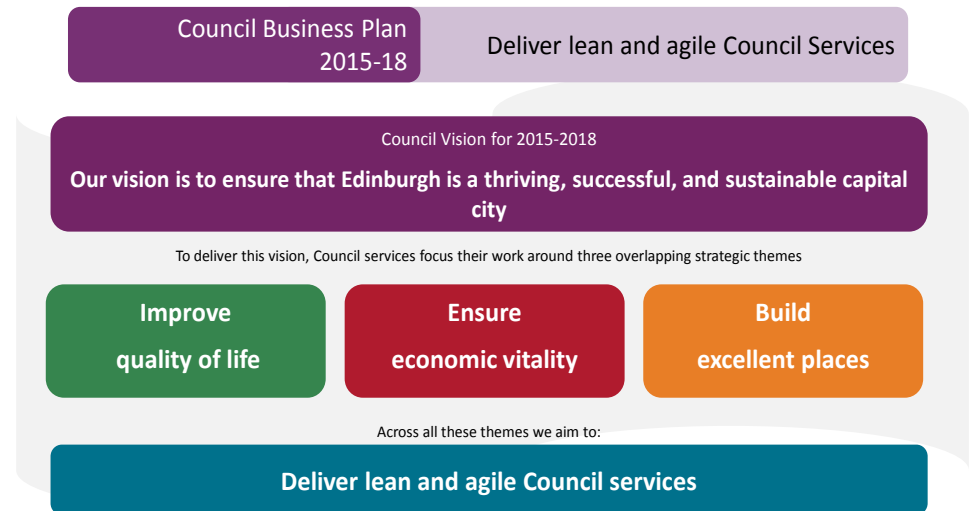 Council Business Plan
2015-18
Deliver lean and agile Council Services
Council Vision for 2015-2018
Our vision is to ensure that Edinburgh is a thriving, successful, and sustainable capital
city
To deliver this vision, Council services focus their work around three overlapping strategic themes
Improve
quality of life
Ensure
economic vitality
Build
excellent places
Across all these themes we aim to:
Deliver lean and agile Council services